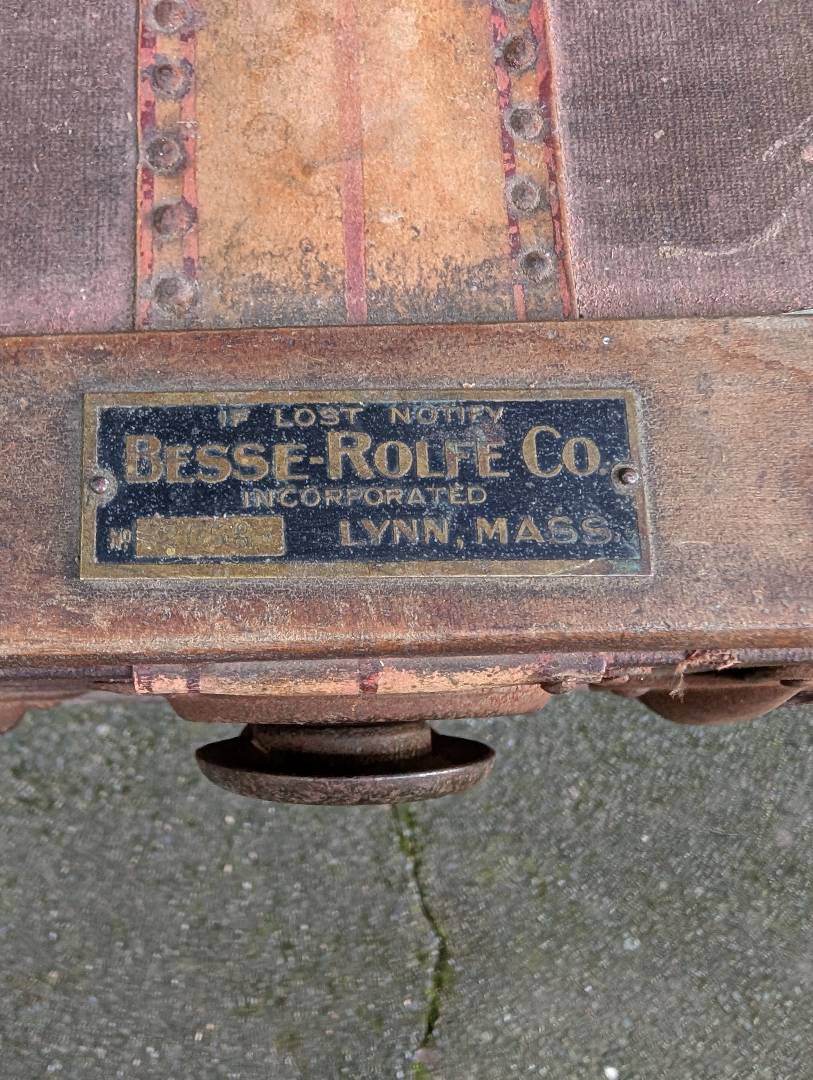 IF LOST NOTIFY
BESSE-ROLFE CO.
INCORPORATED
No LYNN, MASS.